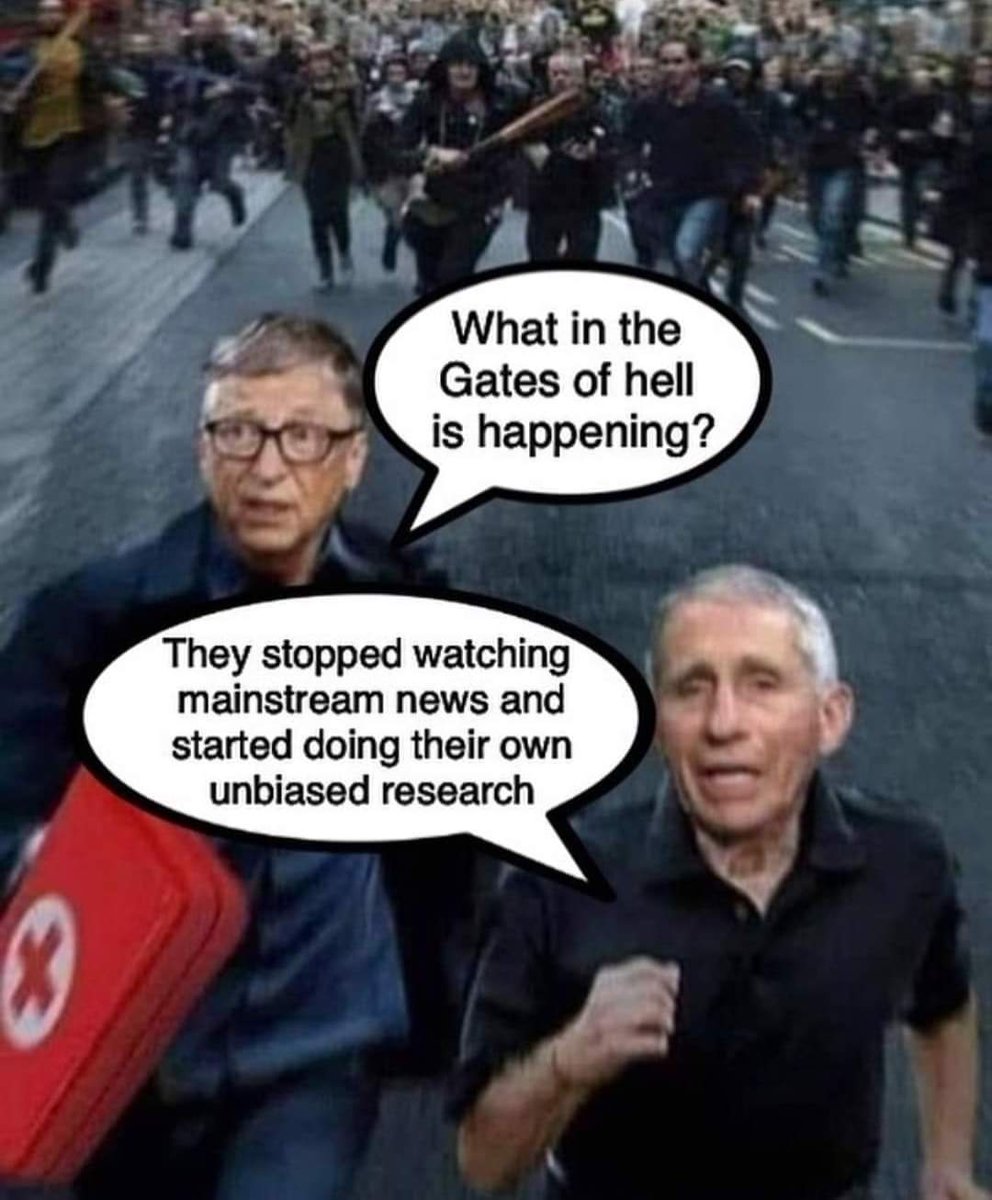 What in the
Gates of hell
is happening?
They stopped watching
mainstream news and
started doing their own
unbiased research